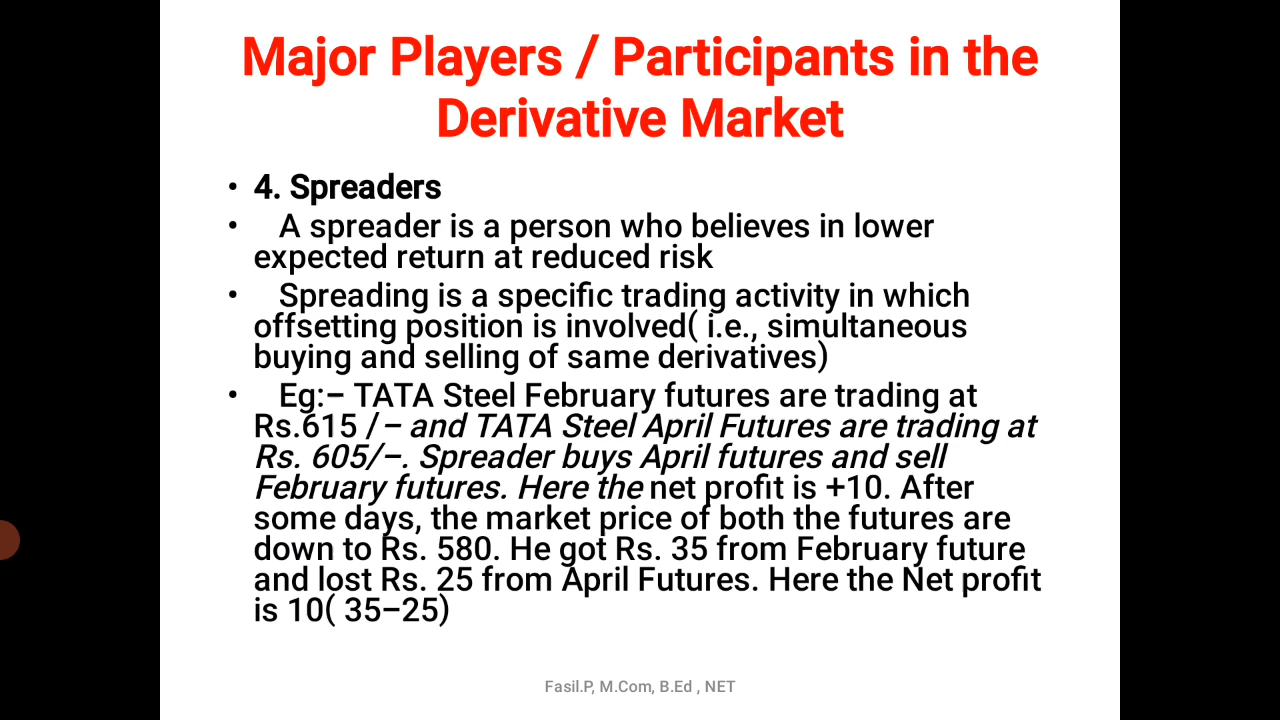 Major Players / Participants in the
Derivative Market
• 4. Spreaders
• A spreader is a person who believes in lower
expected return at reduced risk
• Spreading is a specific trading activity in which
offsetting position is involved( i.e., simultaneous
buying and selling of same derivatives)
• Eg:– TATA Steel February futures are trading at
Rs.615 /– and TATA Steel April Futures are trading at
Rs. 605/–. Spreader buys April futures and sell
February futures. Here the net profit is +10. After
some days, the market price of both the futures are
down to Rs. 580. He got Rs. 35 from February future
and lost Rs. 25 from April Futures. Here the Net profit
is 10( 35–25)
Fasil.P, M.Com, B.Ed , NET